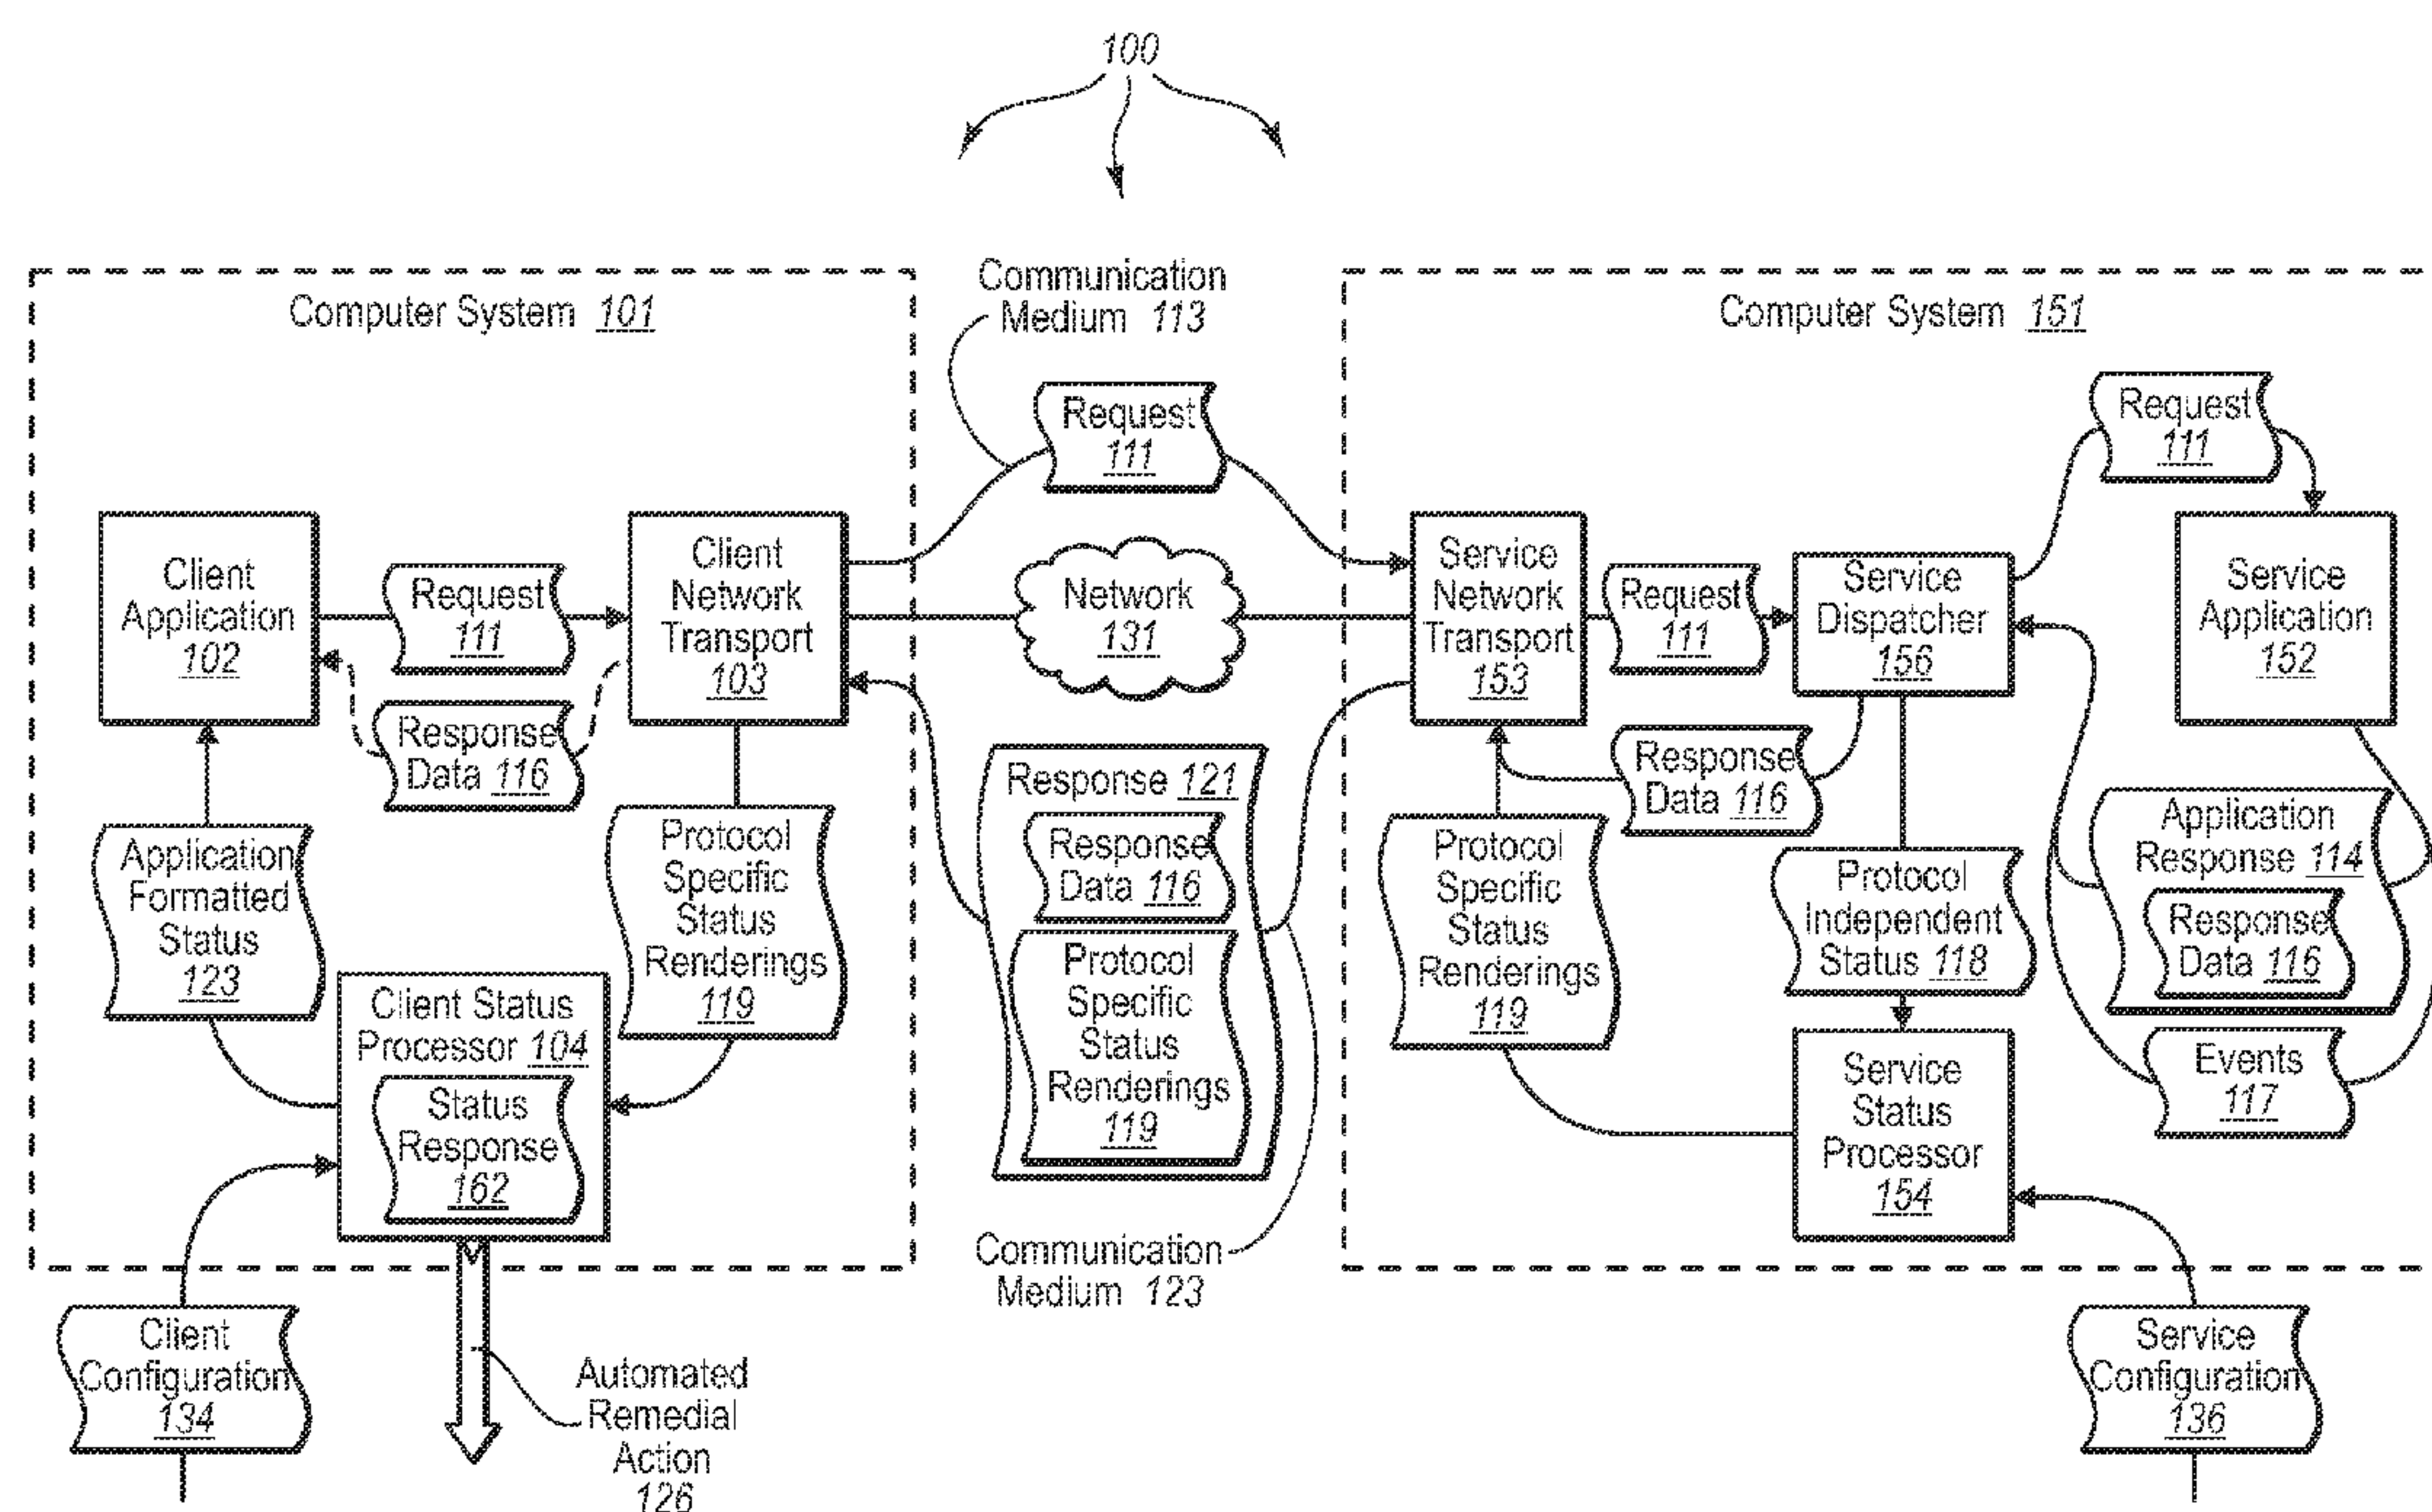 100
Computer System 101
Communication
Medium 113
Computer System 151
Request
111
Request
111
Client
Application
102
Request
111
Client
Network
Transport
103
Network
131
Service
Network
Transport
153
Request
111
Service
Dispatcher
156
Service
Application
152
Response
Data 116
Response
Data 116
Application
Formatted
Status
123
Protocol
Specific
Status
Renderings
119
Response 121
Response
Data 116
Protocol
Specific
Status
Renderings
119
Protocol
Specific
Status
Renderings
119
Protocol
Independent
Status 118
Application
Response 114
Response
Data 116
Events
117
Client Status
Processor 104
Status
Response
162
Service
Status
Processor
154
Communication
Medium 123
Client
Configuration
134
Automated
Remedial
Action
126
Service
Configuration
136